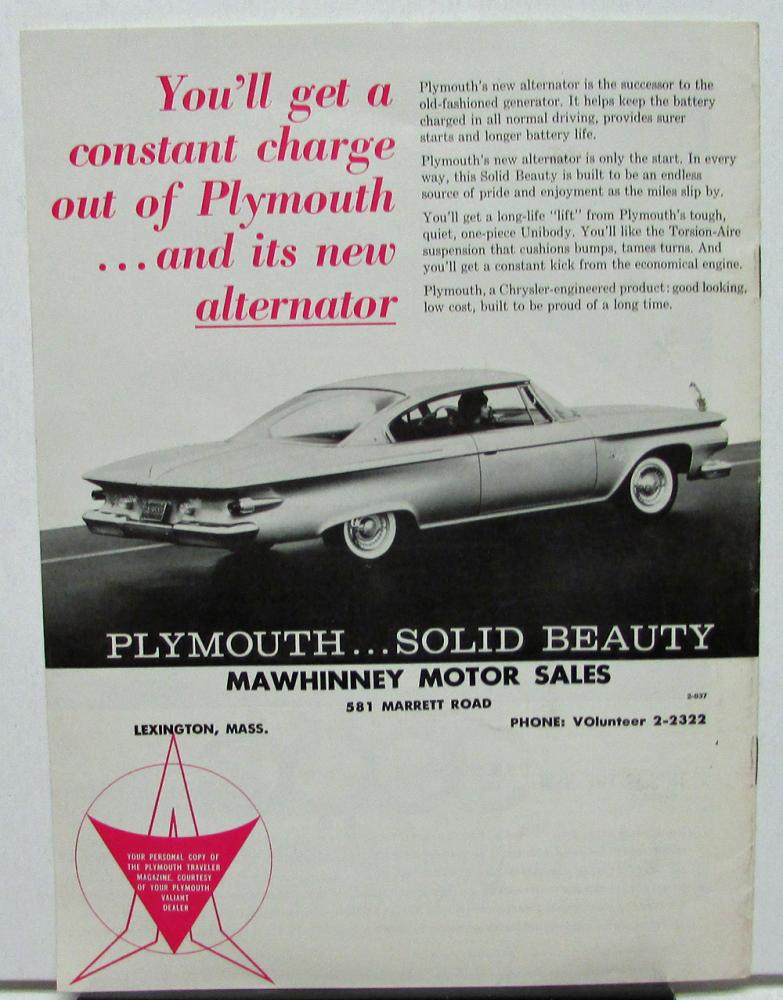 You'll get a
constant charge
out of Plymouth
...and its new
alternator
Plymouth's new alternator is the successor to the
old-fashioned generator. It helps keep the battery
charged in all normal driving, provides surer
starts and longer battery life.
Plymouth's new alternator is only the start. In every
way, this Solid Beauty is built to be an endless
source of pride and enjoyment as the miles slip by.
You'll get a long-life "lift" from Plymouth's tough,
quiet, one-piece Unibody. You'll like the Torsion-Aire
suspension that cushions bumps, tames turns. And
you'll get a constant kick from the economical engine.
Plymouth, a Chrysler-engineered product: good looking,
low cost, built to be proud of a long time.
PLYMOUTH...SOLID BEAUTY
MAWHINNEY MOTOR SALES
2-837
581 MARRETT ROAD
LEXINGTON, MASS.
PHONE: VOlunteer 2-2322
YOUR PERSONAL COPY OF
THE PLYMOUTH TRAVELER
MAGAZINE, COURTESY
OF YOUR PLYMOUTH
VALIANT
DEALER